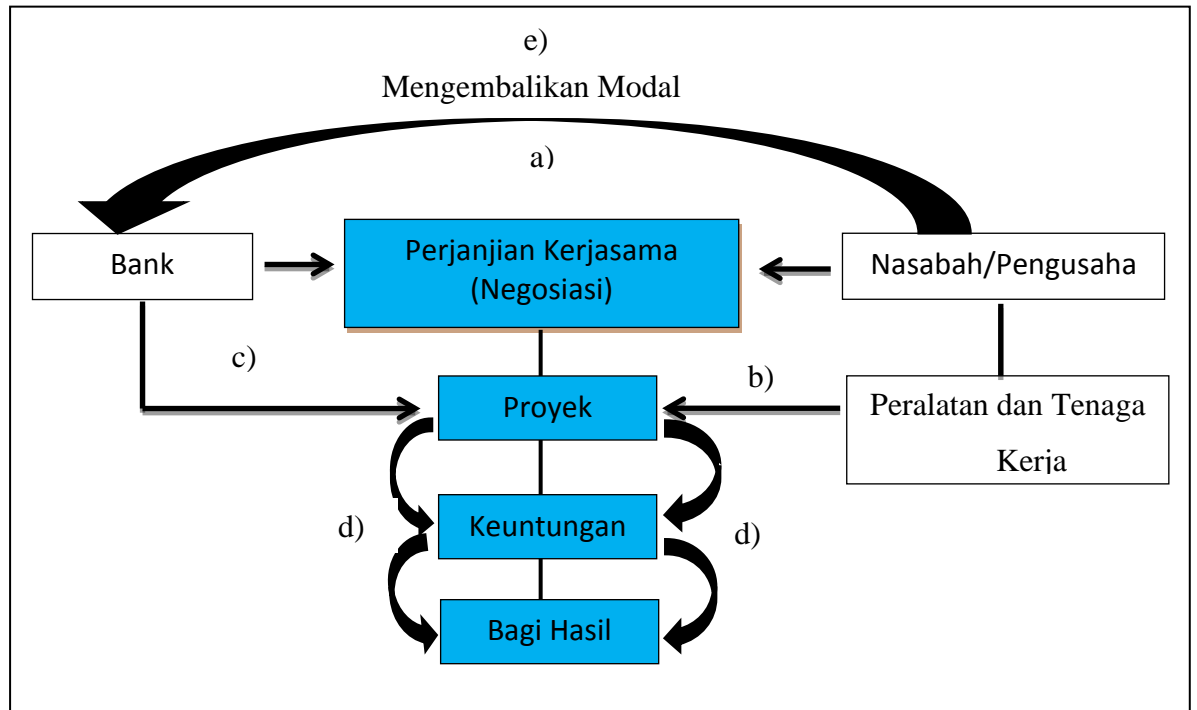 e)
Mengembalikan Modal
a)
Bank
Perjanjian Kerjasama
(Negosiasi)
Nasabah/Pengusaha
c)
b)
Proyek
Peralatan dan Tenaga
Kerja
d)
Keuntungan
d)
Bagi Hasil